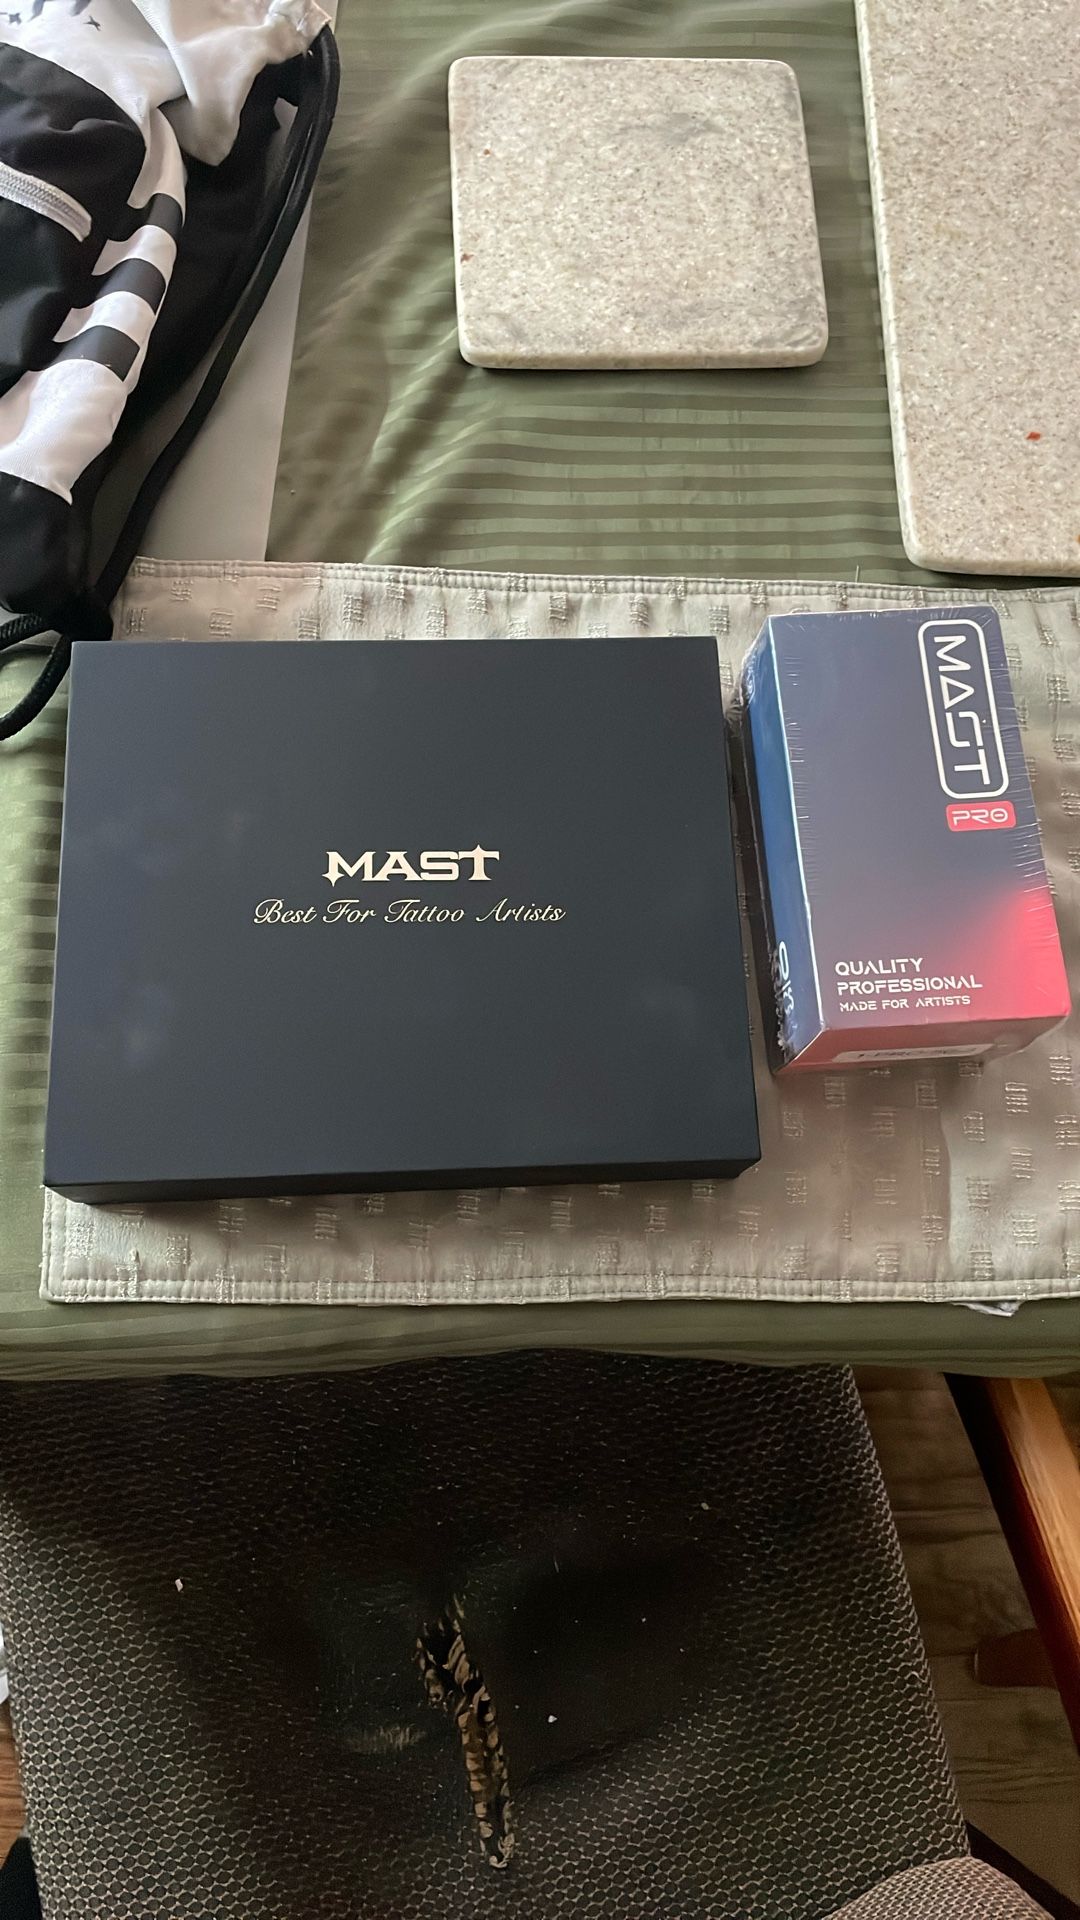 MAST
Best For Tattoo Artists
MAST
PRO
QUALITY
PROFESSIONAL
MADE FOR ARTISTS